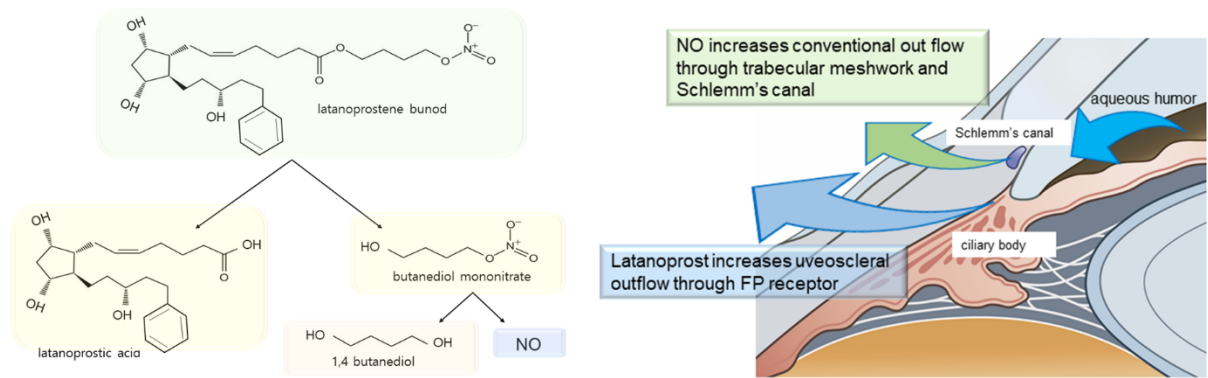 OH
O
O
O⁻
N⁺
O
O
OH
OH
latanoprostene bunod
OH
OH
O
OH
OH
latanoprostic acid
HO
O
O⁻
N⁺
O
butanediol mononitrate
HO
OH
1,4 butanediol
NO
NO increases conventional out flow
through trabecular meshwork and
Schlemm's canal
aqueous humor
Schlemm's canal
ciliary body
Latanoprost increases uveoscleral
outflow through FP receptor